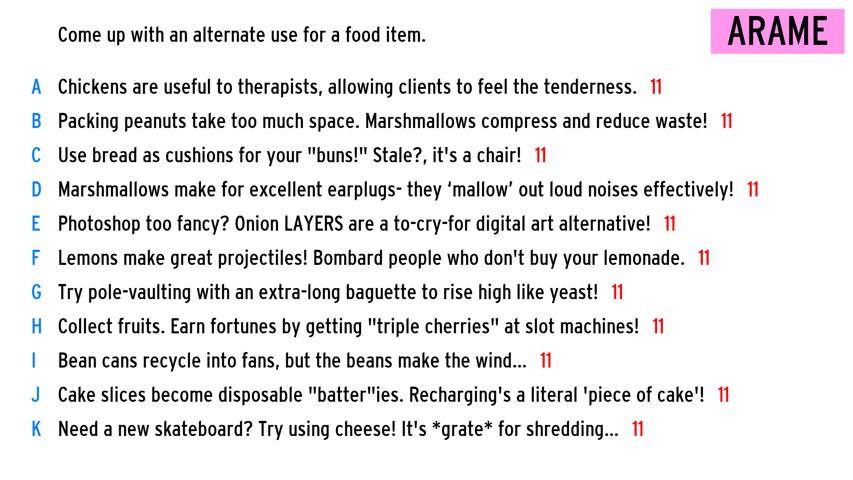 Come up with an alternate use for a food item.
ARAME
A Chickens are useful to therapists, allowing clients to feel the tenderness. 11
B Packing peanuts take too much space. Marshmallows compress and reduce waste! 11
C Use bread as cushions for your "buns!" Stale?, it's a chair! 11
D Marshmallows make for excellent earplugs- they ‘mallow’ out loud noises effectively! 11
E Photoshop too fancy? Onion LAYERS are a to-cry-for digital art alternative! 11
F Lemons make great projectiles! Bombard people who don't buy your lemonade. 11
G Try pole-vaulting with an extra-long baguette to rise high like yeast! 11
H Collect fruits. Earn fortunes by getting "triple cherries" at slot machines! 11
I Bean cans recycle into fans, but the beans make the wind... 11
J Cake slices become disposable "batter"ies. Recharging's a literal 'piece of cake'! 11
K Need a new skateboard? Try using cheese! It's *grate* for shredding... 11